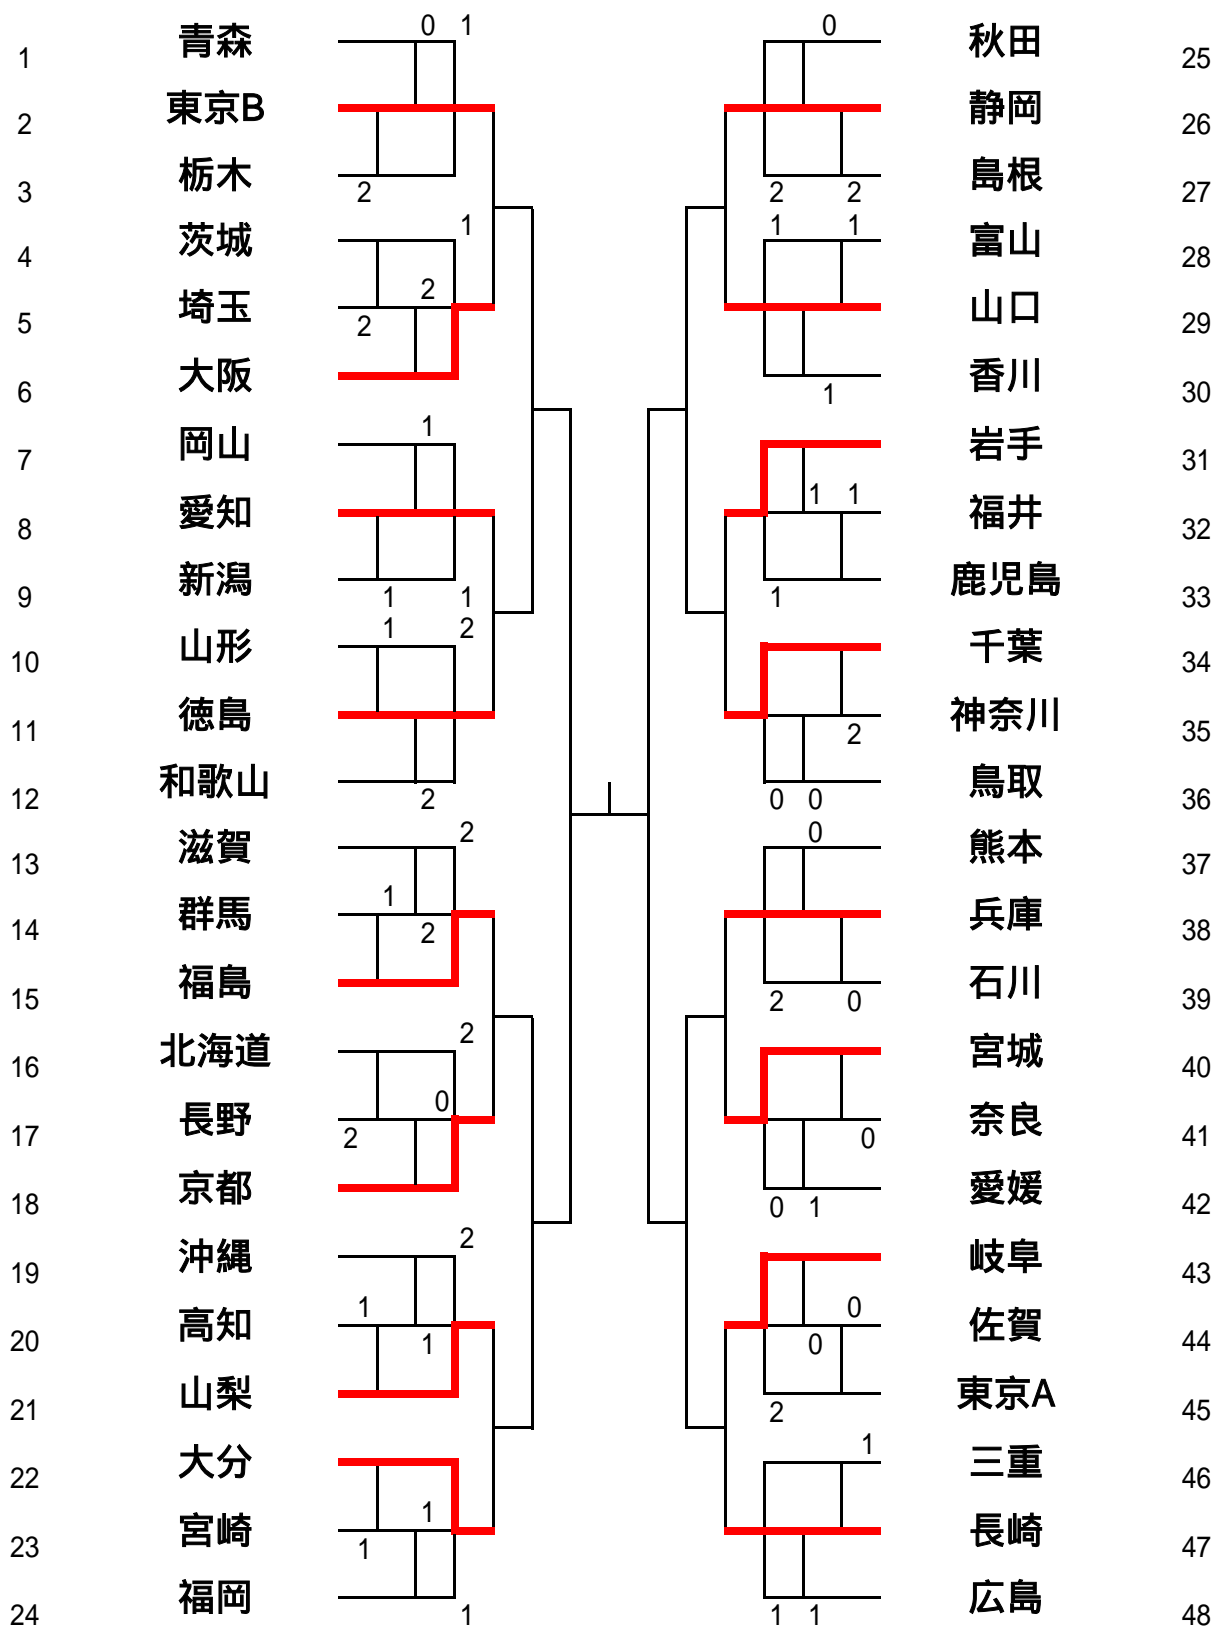 0 1 0
1 青森 秋田 25
2 東京B 静岡 26
3 栃木 2 2 2 島根 27
1 1 1
4 茨城 富山 28
2
5 埼玉 2 山口 29
6 大阪 香川 30
1 1
7 岡山 岩手 31
1 1
8 愛知 福井 32
9 新潟 1 1 1 鹿児島 33
1 2
10 山形 千葉 34
11 徳島 神奈川 2 35
12 和歌山 2 0 0 鳥取 36
2 0
13 滋賀 熊本 37
1
14 群馬 2 兵庫 38
15 福島 2 0 石川 39
2
16 北海道 宮城 40
0
17 長野 2 0 奈良 41
18 京都 0 1 愛媛 42
2
19 沖縄 岐阜 43
1 0
20 高知 1 0 佐賀 44
21 山梨 2 東京A 45
1
22 大分 三重 46
1
23 宮崎 1 長崎 47
24 福岡 1 1 1 広島 48